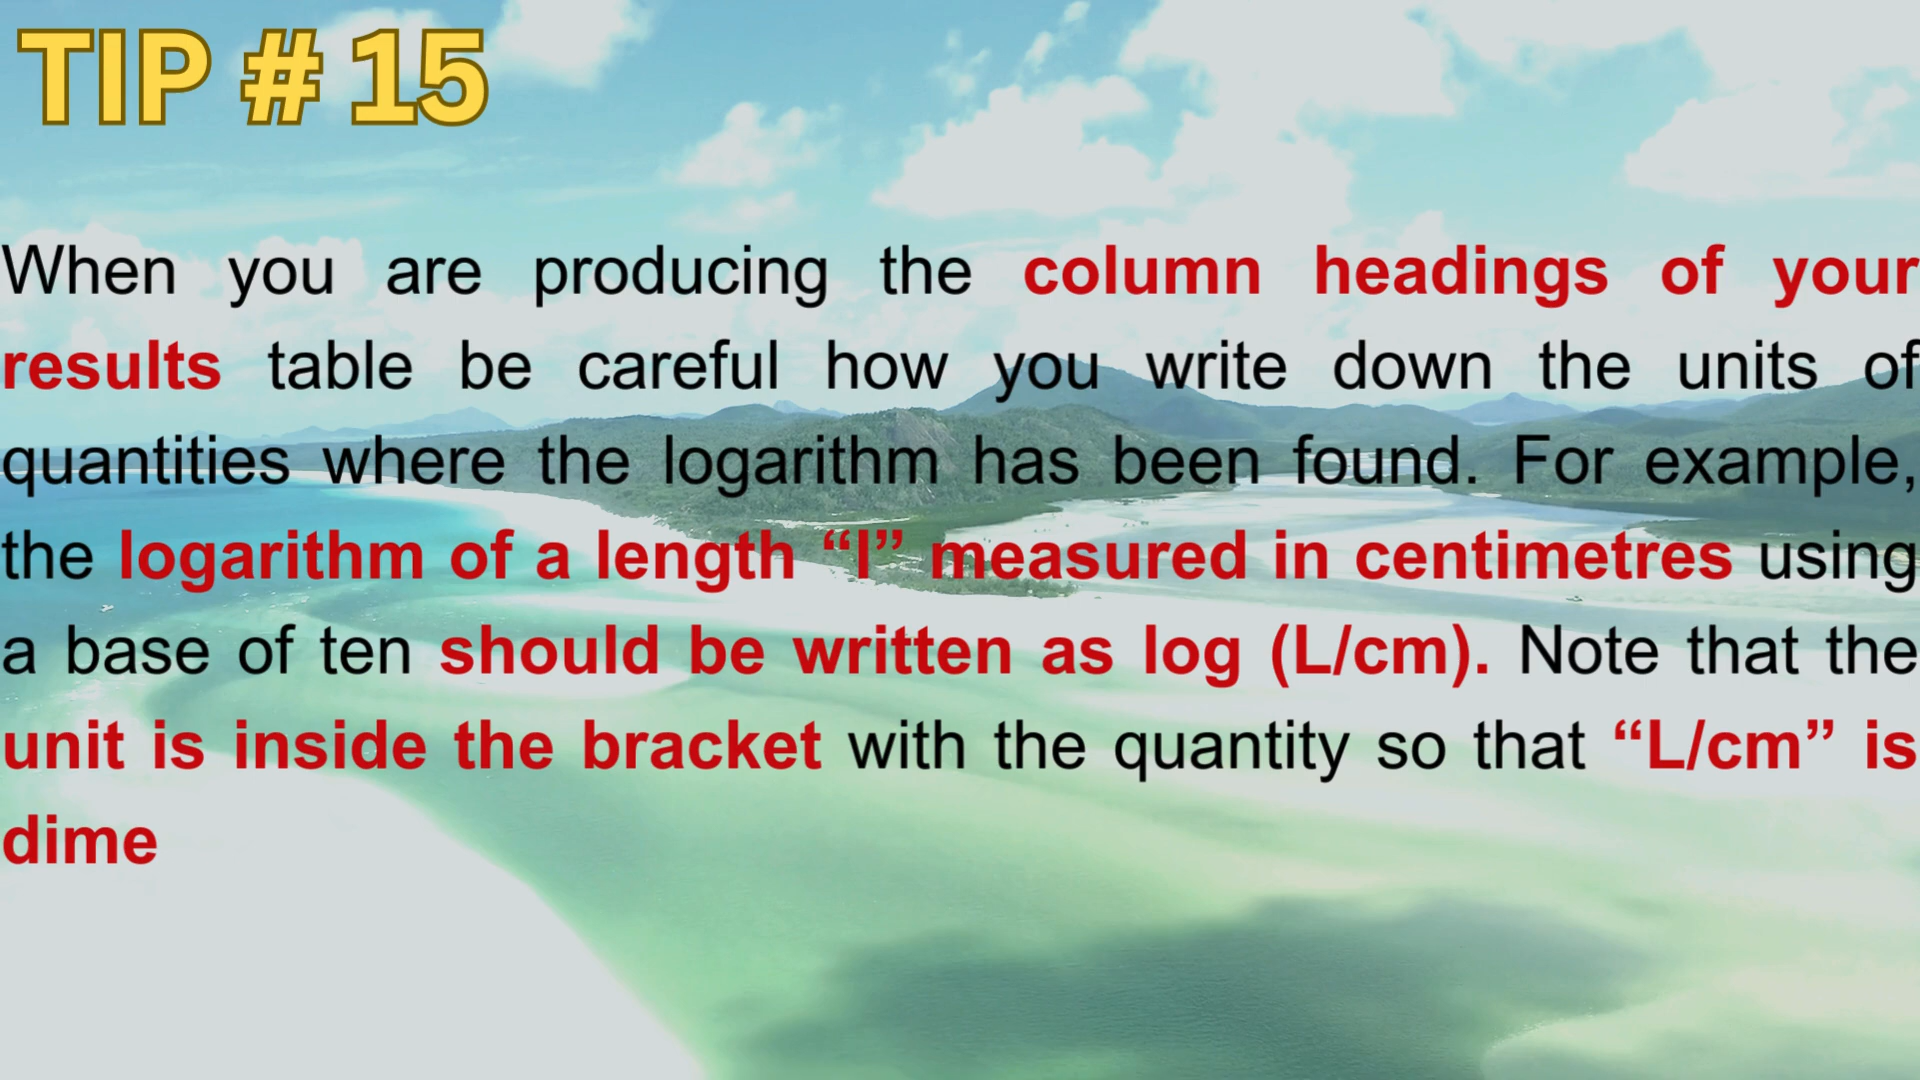 TIP # 15
When you are producing the column headings of your
results table be careful how you write down the units of
quantities where the logarithm has been found. For example,
the logarithm of a length “l” measured in centimetres using
a base of ten should be written as log (L/cm). Note that the
unit is inside the bracket with the quantity so that “L/cm” is
dime